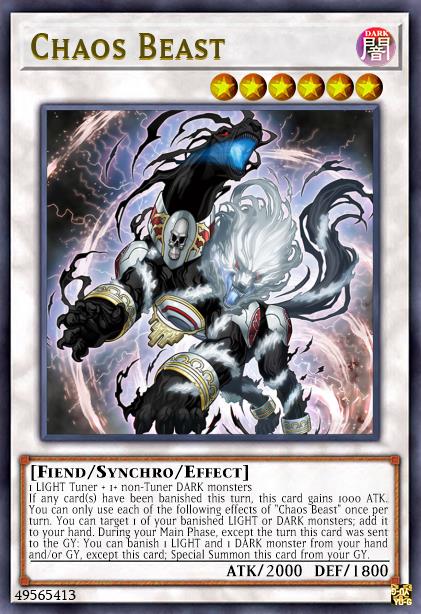 CHAOS BEAST
DARK
闇
[FIEND/SYNCHRO/EFFECT]
1 LIGHT Tuner + 1+ non-Tuner DARK monsters
If any card(s) have been banished this turn, this card gains 1000 ATK.
You can only use each of the following effects of "Chaos Beast" once per
turn. You can target 1 of your banished LIGHT or DARK monsters; add it
to your hand. During your Main Phase, except the turn this card was sent
to the GY: You can banish 1 LIGHT and 1 DARK monster from your hand
and/or GY, except this card; Special Summon this card from your GY.
ATK/2000 DEF/1800
49565413